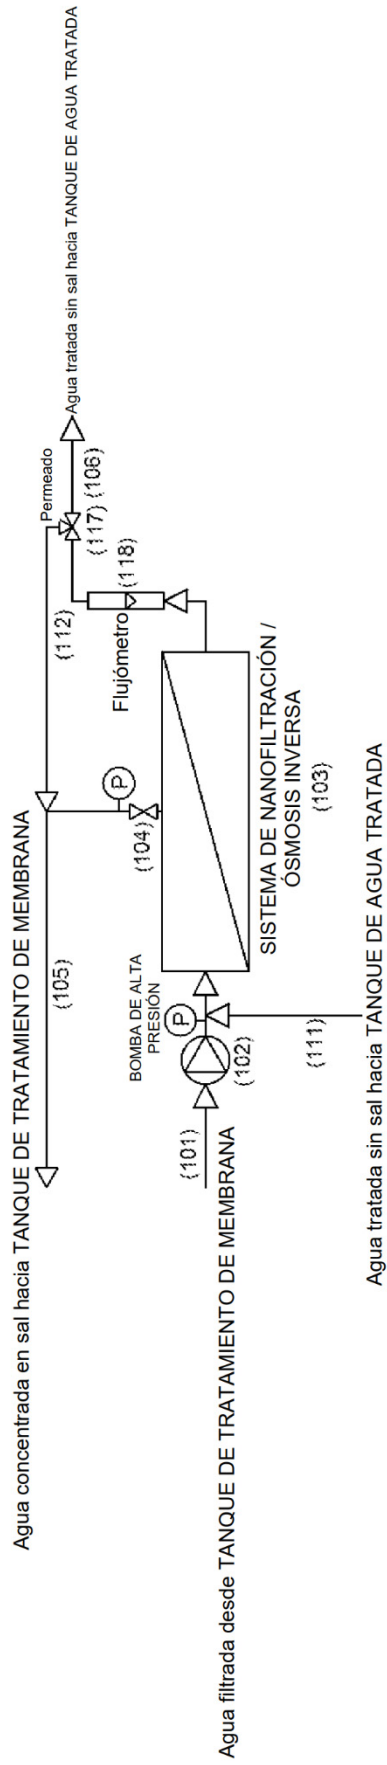 Agua concentrada en sal hacia TANQUE DE TRATAMIENTO DE MEMBRANA
Agua tratada sin sal hacia TANQUE DE AGUA TRATADA
Permeado
(105)
(112)
(117) (106)
(118)
Flujómetro
P
(104)
BOMBA DE ALTA
PRESIÓN
P
(101)
(102)
SISTEMA DE NANOFILTRACIÓN /
ÓSMOSIS INVERSA
(103)
(111)
Agua filtrada desde TANQUE DE TRATAMIENTO DE MEMBRANA
Agua tratada sin sal hacia TANQUE DE AGUA TRATADA